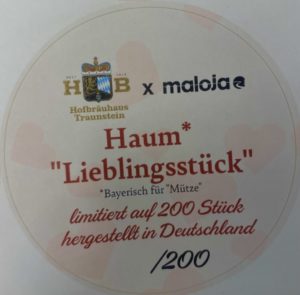 HB x maloja
Hofbräuhaus
Traunstein
Haum*
"Lieblingsstück"
*Bayerisch für "Mütze"
limitiert auf 200 Stück
hergestellt in Deutschland
/200